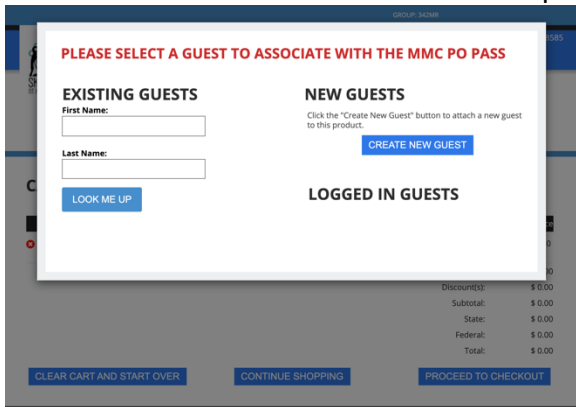 GROUP: 342MR
PLEASE SELECT A GUEST TO ASSOCIATE WITH THE MMC PO PASS
EXISTING GUESTS
First Name:
Last Name:
LOOK ME UP
NEW GUESTS
Click the "Create New Guest" button to attach a new guest
to this product.
CREATE NEW GUEST
LOGGED IN GUESTS
Discount(s): $ 0.00
Subtotal: $ 0.00
State: $ 0.00
Federal: $ 0.00
Total: $ 0.00
CLEAR CART AND START OVER
CONTINUE SHOPPING
PROCEED TO CHECKOUT